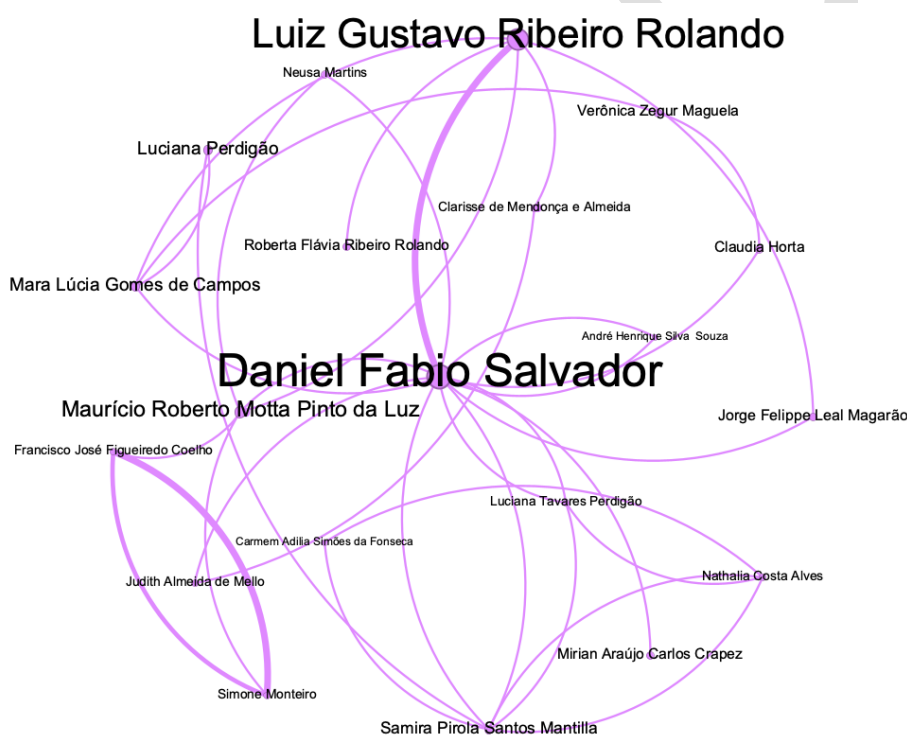 Luiz Gustavo Ribeiro Rolando
Neusa Martins
Verônica Zegur Maguela
Luciana Perdigão
Clarisse de Mendonça e Almeida
Roberta Flávia Ribeiro Rolando
Claudia Horta
Mara Lúcia Gomes de Campos
André Henrique Silva Souza
Daniel Fabio Salvador
Maurício Roberto Motta Pinto da Luz
Jorge Felippe Leal Magarão
Francisco José Figueiredo Coelho
Luciana Tavares Perdigão
Carmem Adilia Simões da Fonseca
Nathalia Costa Alves
Judith Almeida de Mello
Mirian Araújo Carlos Crapez
Simone Monteiro
Samira Pirola Santos Mantilla